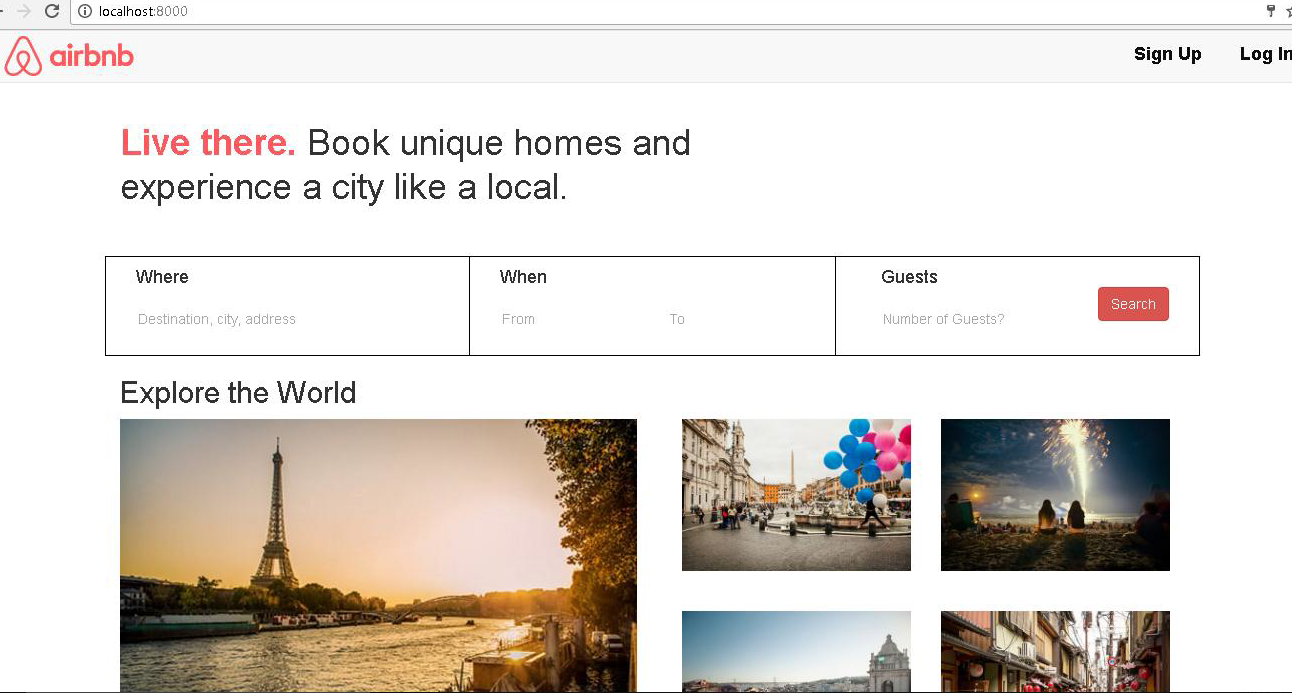 localhost:8000
airbnb
Sign Up
Log In
Live there. Book unique homes and
experience a city like a local.
Where
When
Guests
Search
Destination, city, address
From
To
Number of Guests?
Explore the World